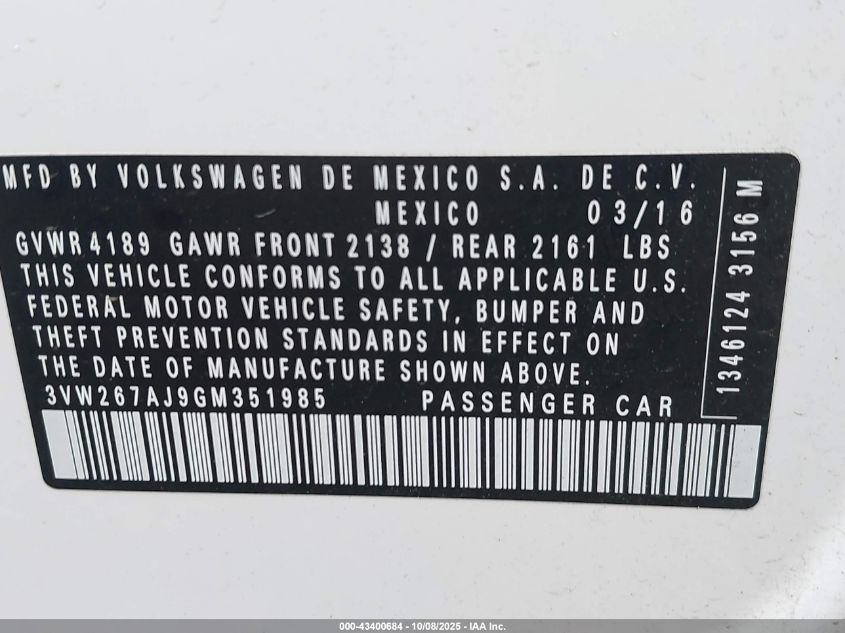 MFD BY VOLKSWAGEN DE MEXICO S.A. DE C.V.
MEXICO 03/16
GVWR 4189 GAWR FRONT 2138 / REAR 2161 LBS
THIS VEHICLE CONFORMS TO ALL APPLICABLE U.S.
FEDERAL MOTOR VEHICLE SAFETY, BUMPER AND
THEFT PREVENTION STANDARDS IN EFFECT ON
THE DATE OF MANUFACTURE SHOWN ABOVE.
3VW267AJ9GM351985 PASSENGER CAR
1346124 3156 M
000-43400684 - 10/08/2025 - IAA Inc.